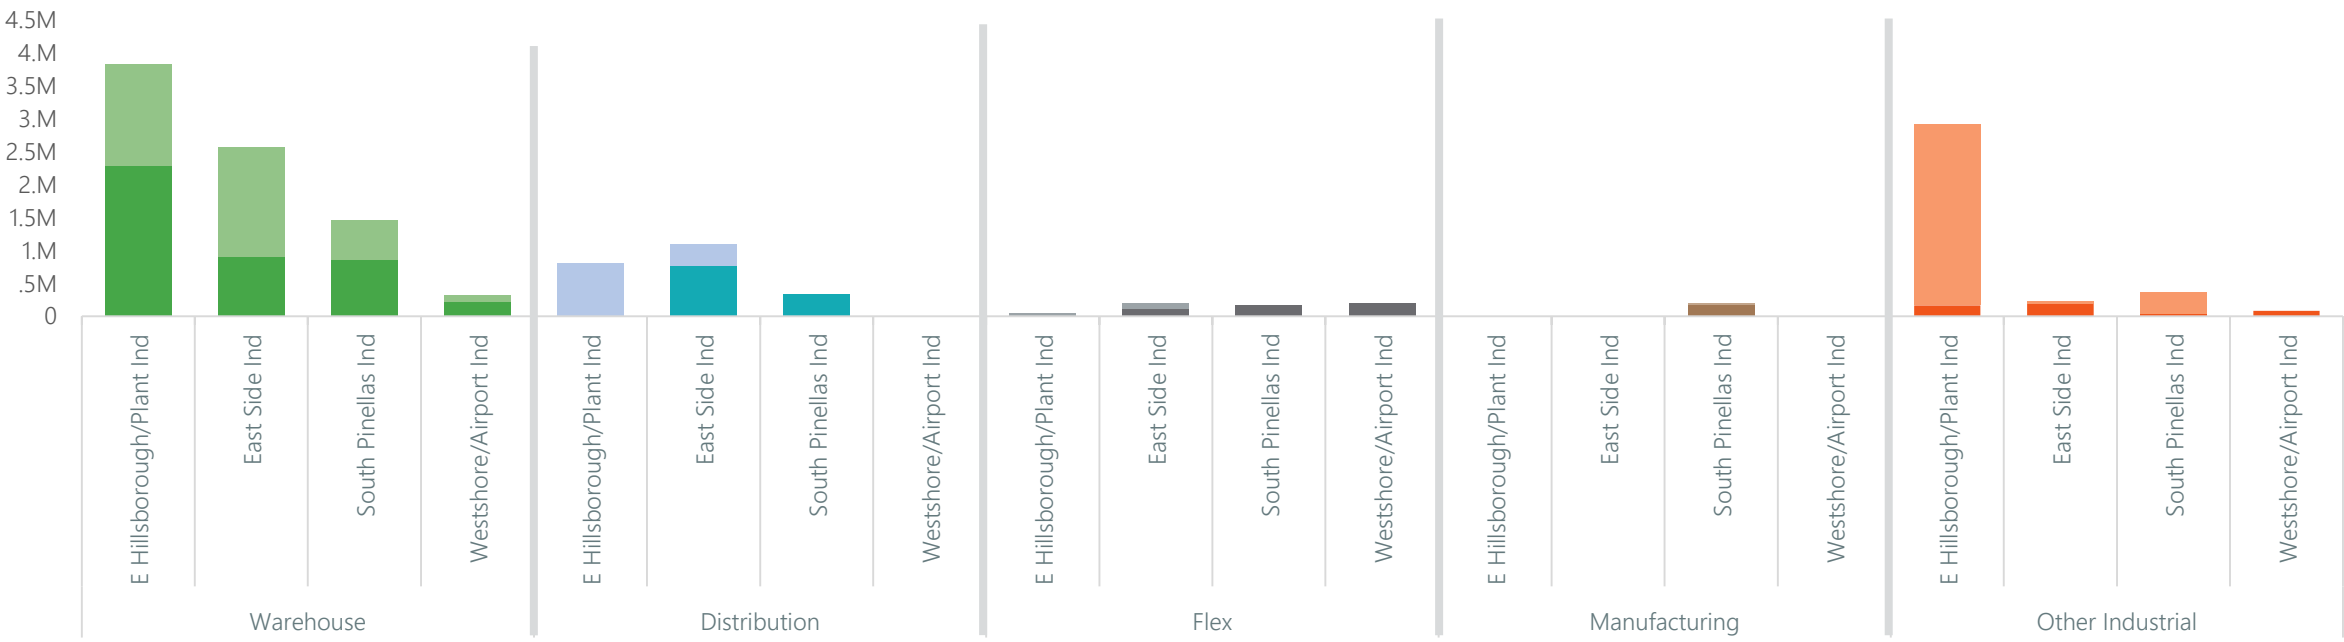 4.5M
4.M
3.5M
3.M
2.5M
2.M
1.5M
1.M
.5M
0
E Hillsborough/Plant Ind
East Side Ind
South Pinellas Ind
Westshore/Airport Ind
E Hillsborough/Plant Ind
East Side Ind
South Pinellas Ind
Westshore/Airport Ind
E Hillsborough/Plant Ind
East Side Ind
South Pinellas Ind
Westshore/Airport Ind
E Hillsborough/Plant Ind
East Side Ind
South Pinellas Ind
Westshore/Airport Ind
E Hillsborough/Plant Ind
East Side Ind
South Pinellas Ind
Westshore/Airport Ind
Warehouse
Distribution
Flex
Manufacturing
Other Industrial